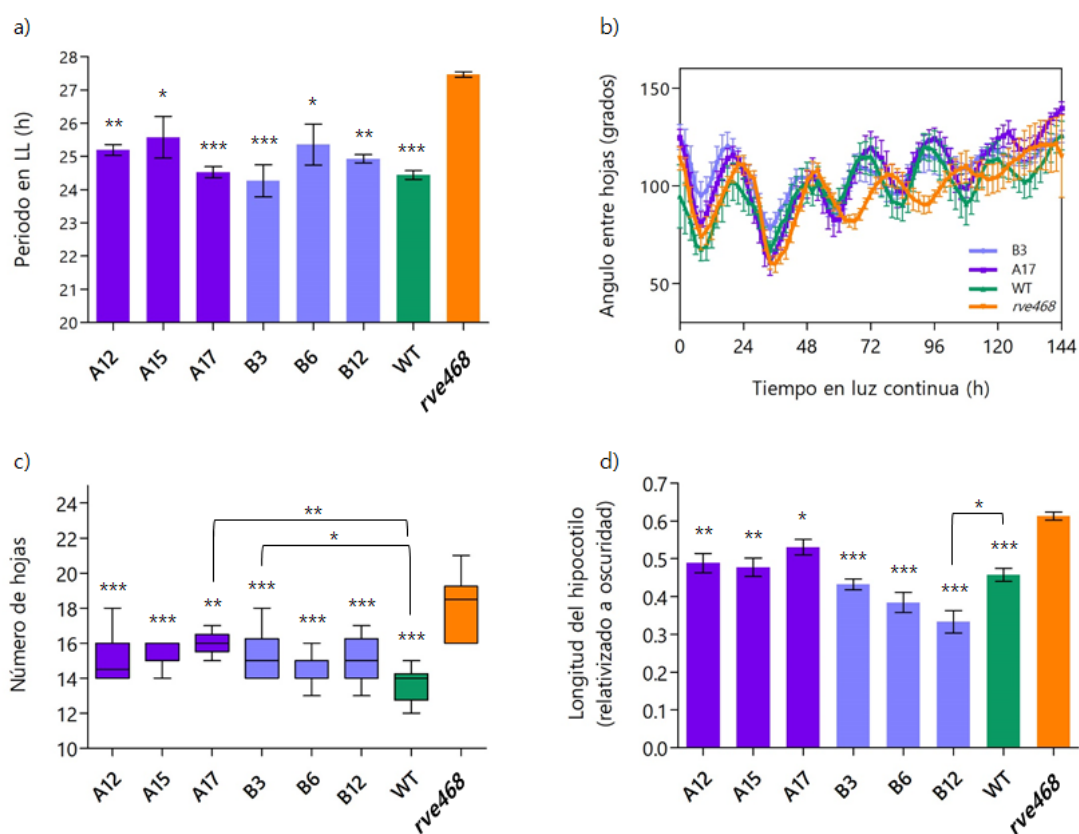 a)
Periodo en LL (h)
28
27
26
25
24
23
22
21
20
**
*
***
***
*
**
***
A12
A15
A17
B3
B6
B12
WT
rve468
b)
Angulo entre hojas (grados)
150
100
50
B3
A17
WT
rve468
0
24
48
72
96
120
144
Tiempo en luz continua (h)
c)
Número de hojas
24
22
20
18
16
14
12
10
**
*
***
***
**
***
***
***
***
A12
A15
A17
B3
B6
B12
WT
rve468
d)
Longitud del hipocotilo
(relativizado a oscuridad)
0.7
0.6
0.5
0.4
0.3
0.2
0.1
0.0
*
**
**
*
***
***
***
***
A12
A15
A17
B3
B6
B12
WT
rve468